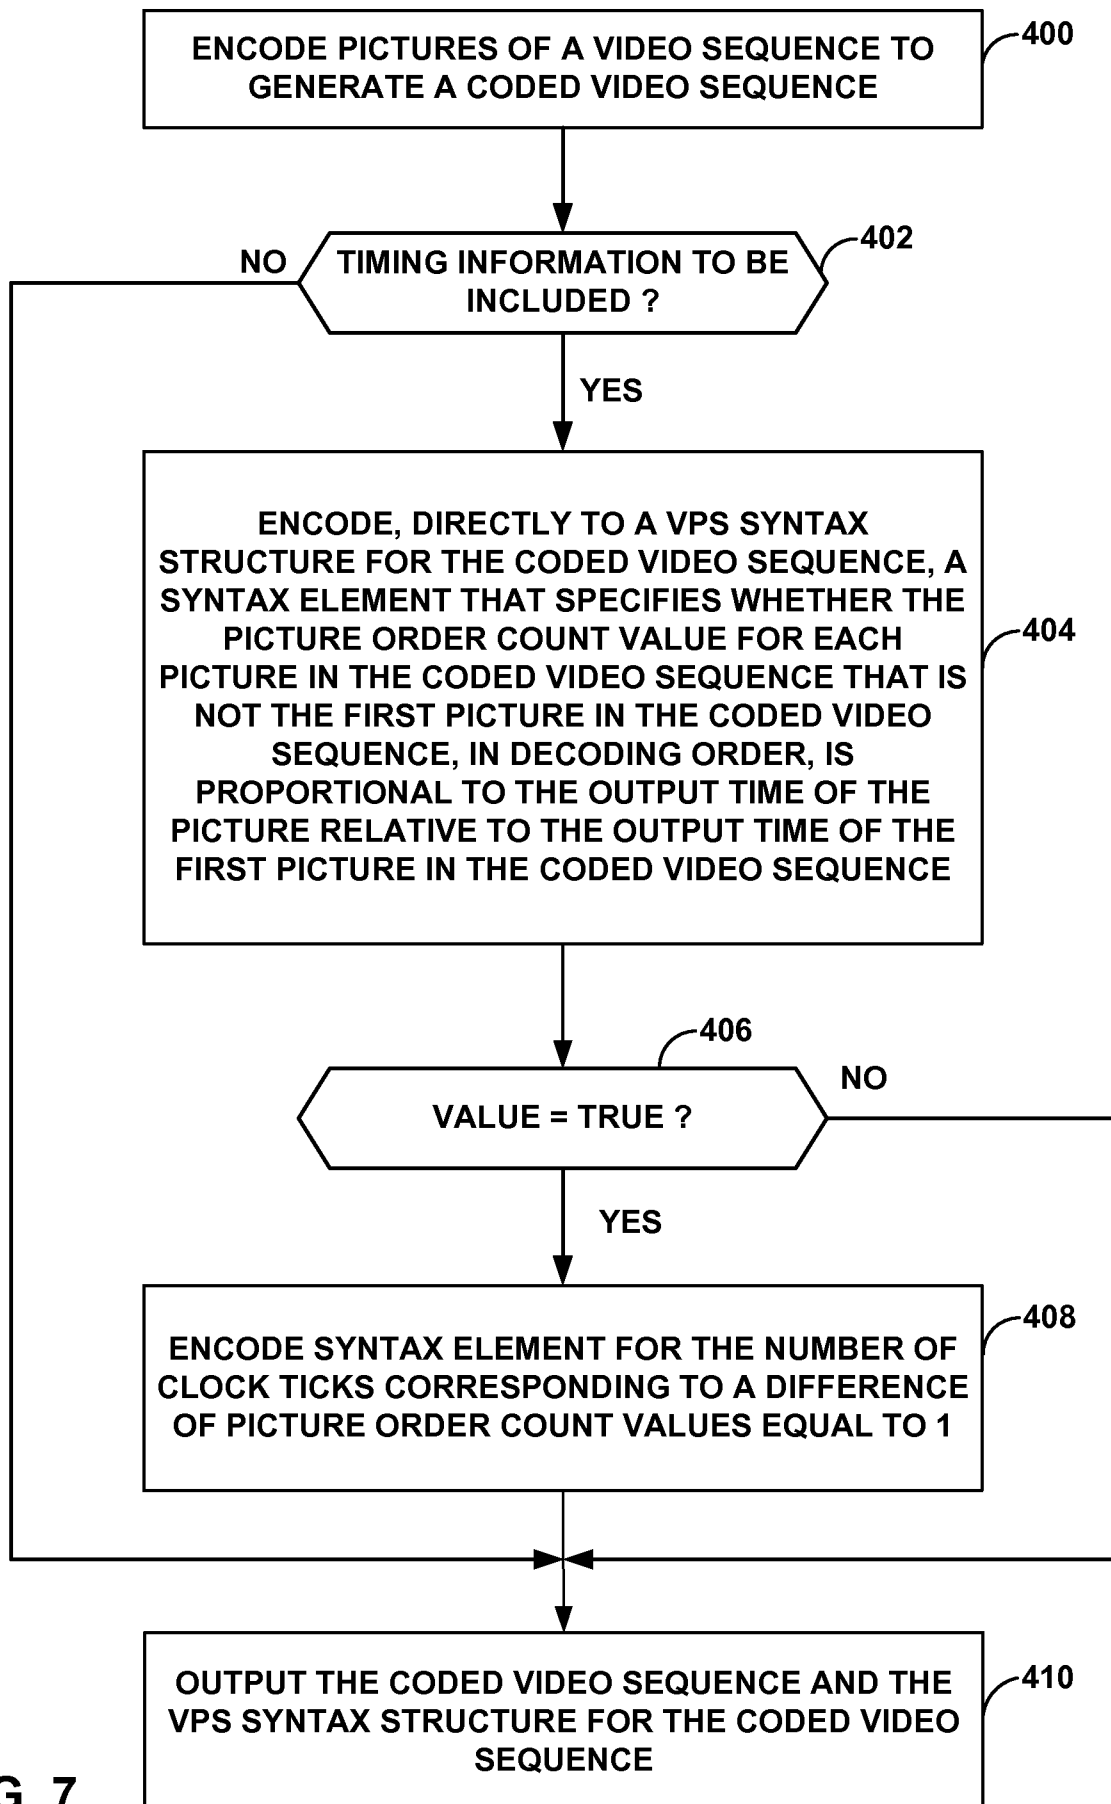 ENCODE PICTURES OF A VIDEO SEQUENCE TO
GENERATE A CODED VIDEO SEQUENCE
400
402
NO
TIMING INFORMATION TO BE
INCLUDED ?
YES
ENCODE, DIRECTLY TO A VPS SYNTAX
STRUCTURE FOR THE CODED VIDEO SEQUENCE, A
SYNTAX ELEMENT THAT SPECIFIES WHETHER THE
PICTURE ORDER COUNT VALUE FOR EACH
PICTURE IN THE CODED VIDEO SEQUENCE THAT IS
NOT THE FIRST PICTURE IN THE CODED VIDEO
SEQUENCE, IN DECODING ORDER, IS
PROPORTIONAL TO THE OUTPUT TIME OF THE
PICTURE RELATIVE TO THE OUTPUT TIME OF THE
FIRST PICTURE IN THE CODED VIDEO SEQUENCE
404
406
NO
VALUE = TRUE ?
YES
ENCODE SYNTAX ELEMENT FOR THE NUMBER OF
CLOCK TICKS CORRESPONDING TO A DIFFERENCE
OF PICTURE ORDER COUNT VALUES EQUAL TO 1
408
OUTPUT THE CODED VIDEO SEQUENCE AND THE
VPS SYNTAX STRUCTURE FOR THE CODED VIDEO
SEQUENCE
410
G. 7